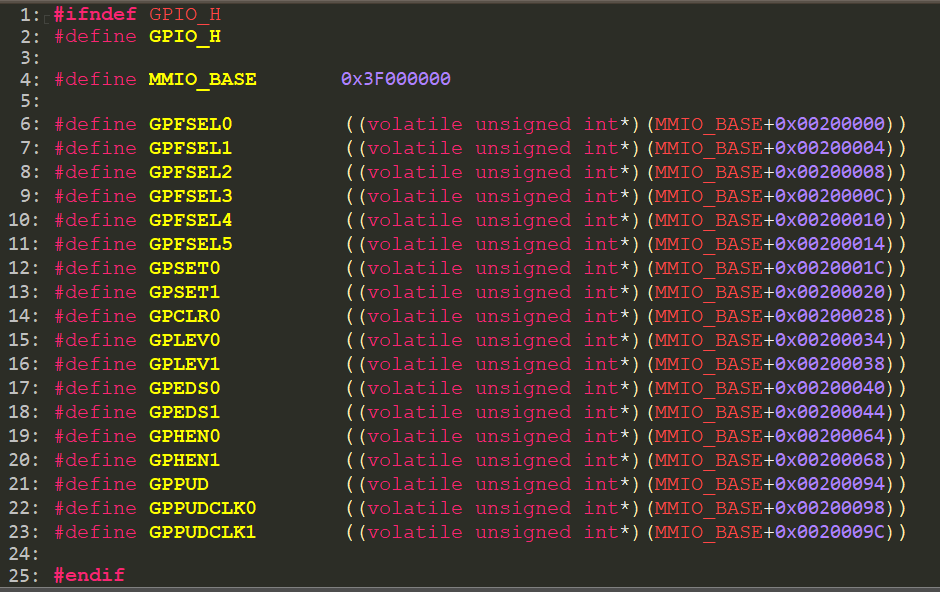 1: #ifndef GPIO_H
2: #define GPIO_H
3:
4: #define MMIO_BASE       0x3F000000
5:
6: #define GPFSEL0         ((volatile unsigned int*)(MMIO_BASE+0x00200000))
7: #define GPFSEL1         ((volatile unsigned int*)(MMIO_BASE+0x00200004))
8: #define GPFSEL2         ((volatile unsigned int*)(MMIO_BASE+0x00200008))
9: #define GPFSEL3         ((volatile unsigned int*)(MMIO_BASE+0x0020000C))
10: #define GPFSEL4         ((volatile unsigned int*)(MMIO_BASE+0x00200010))
11: #define GPFSEL5         ((volatile unsigned int*)(MMIO_BASE+0x00200014))
12: #define GPSET0          ((volatile unsigned int*)(MMIO_BASE+0x0020001C))
13: #define GPSET1          ((volatile unsigned int*)(MMIO_BASE+0x00200020))
14: #define GPCLR0          ((volatile unsigned int*)(MMIO_BASE+0x00200028))
15: #define GPLEV0          ((volatile unsigned int*)(MMIO_BASE+0x00200034))
16: #define GPLEV1          ((volatile unsigned int*)(MMIO_BASE+0x00200038))
17: #define GPEDS0          ((volatile unsigned int*)(MMIO_BASE+0x00200040))
18: #define GPEDS1          ((volatile unsigned int*)(MMIO_BASE+0x00200044))
19: #define GPHEN0          ((volatile unsigned int*)(MMIO_BASE+0x00200064))
20: #define GPHEN1          ((volatile unsigned int*)(MMIO_BASE+0x00200068))
21: #define GPPUD           ((volatile unsigned int*)(MMIO_BASE+0x00200094))
22: #define GPPUDCLK0       ((volatile unsigned int*)(MMIO_BASE+0x00200098))
23: #define GPPUDCLK1       ((volatile unsigned int*)(MMIO_BASE+0x0020009C))
24:
25: #endif